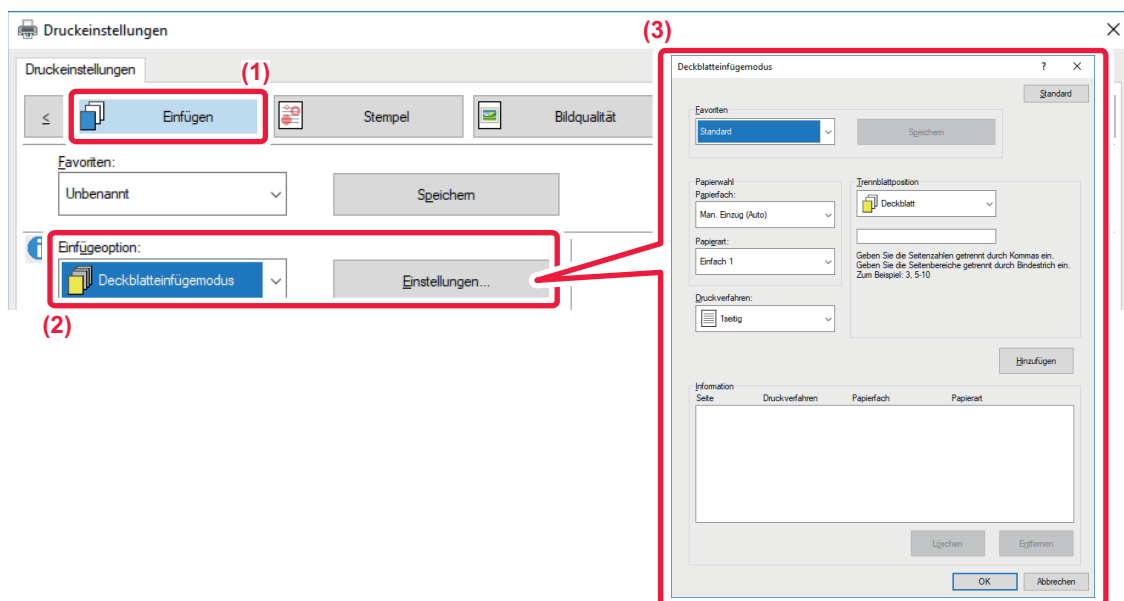 Druckeinstellungen
Druckeinstellungen
(1)
< Einfügen Stempel Bildqualität
Favoriten:
Unbenannt Speichern
Einfügeoption:
Deckblatteinfügemodus Einstellungen...
(2)
(3)
Deckblatteinfügemodus ? ×
Standard
Favoriten
Standard Speichern
Papierwahl
Papierfach:
Man. Einzug (Auto)
Papierart:
Einfach 1
Druckverfahren:
1seitig
Trennblattposition
Deckblatt
Geben Sie die Seitenzahlen getrennt durch Kommas ein.
Geben Sie die Seitenbereiche getrennt durch Bindestrich ein.
Zum Beispiel: 3, 5-10
Hinzufügen
Information
Seite Druckverfahren Papierfach Papierart
Löschen Entfernen
OK Abbrechen